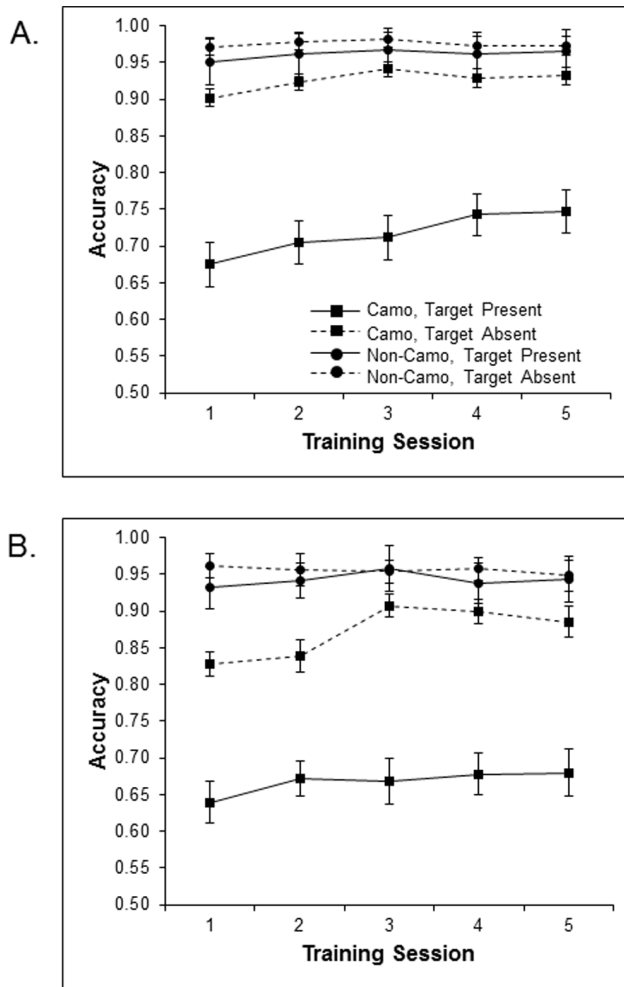 A.
1.00
0.95
0.90
0.85
0.80
0.75
0.70
0.65
0.60
0.55
0.50
Accuracy
Camo, Target Present
Camo, Target Absent
Non-Camo, Target Present
Non-Camo, Target Absent
1 2 3 4 5
Training Session
B.
1.00
0.95
0.90
0.85
0.80
0.75
0.70
0.65
0.60
0.55
0.50
Accuracy
1 2 3 4 5
Training Session